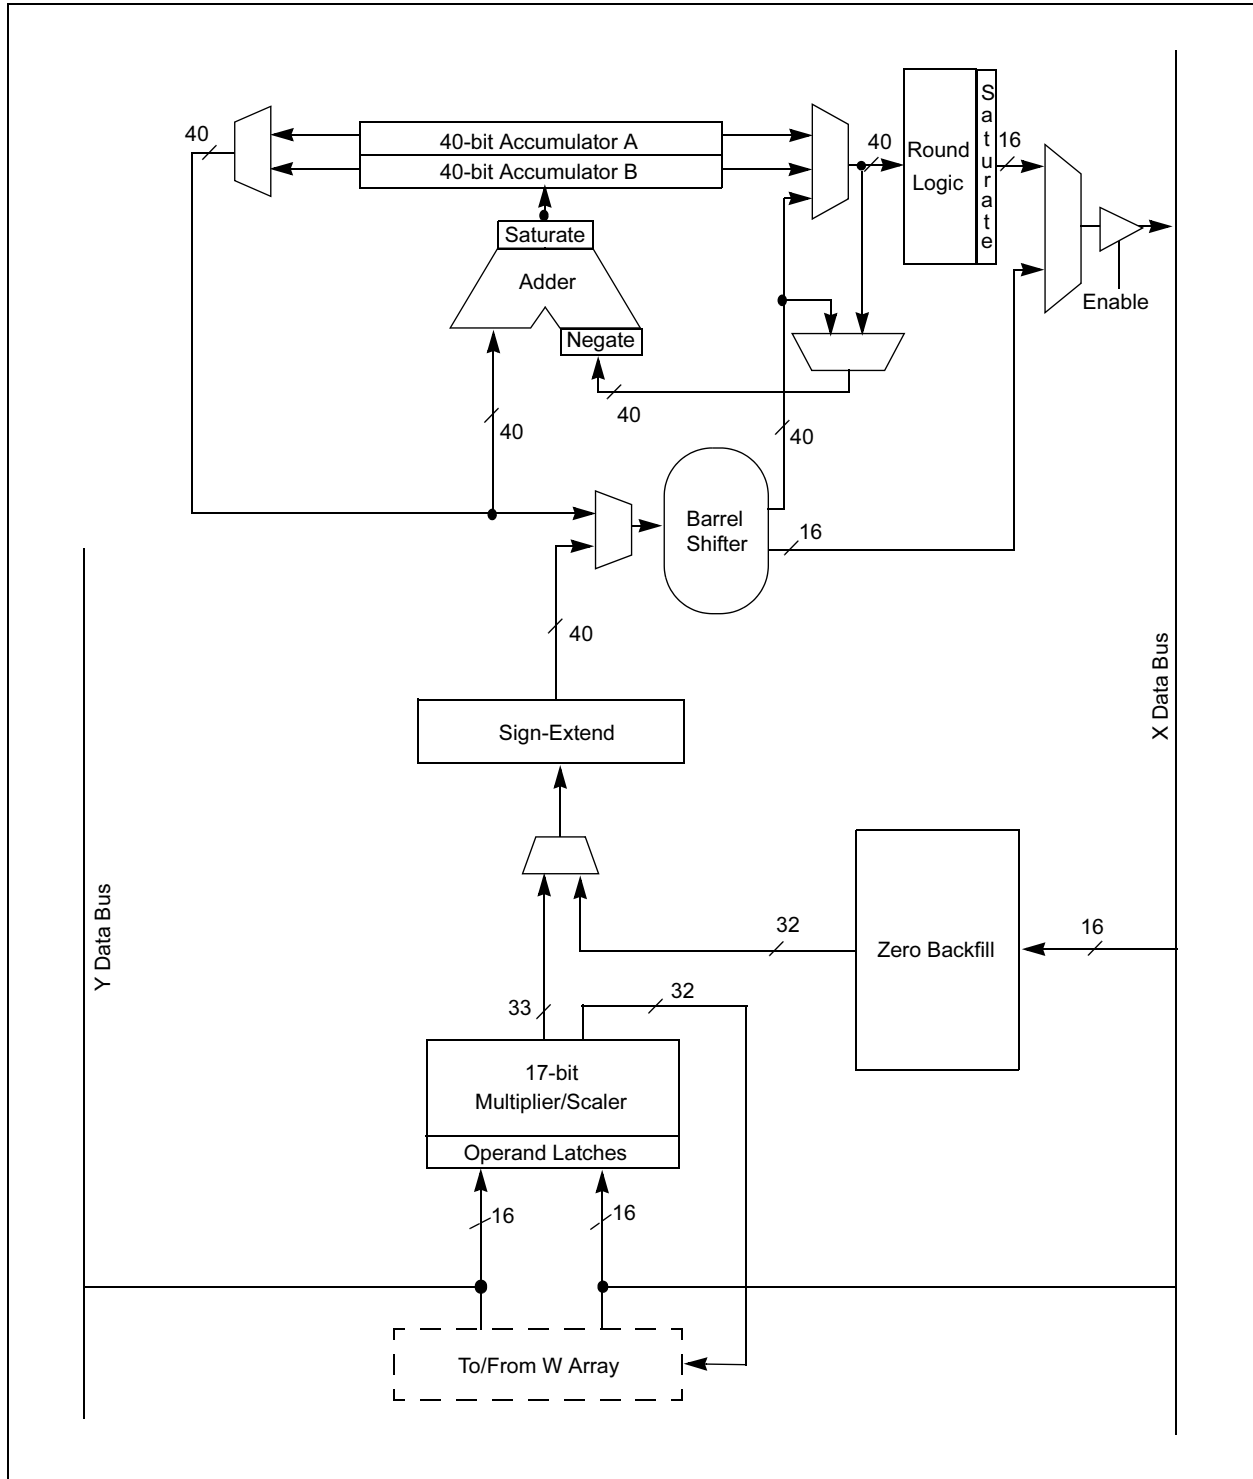 40
40-bit Accumulator A
40-bit Accumulator B
40
Round
Logic
Saturate
16
Saturate
Adder
Negate
Enable
40
40
40
Barrel
Shifter
16
40
Sign-Extend
X Data Bus
Y Data Bus
32
Zero Backfill
16
33
32
17-bit
Multiplier/Scaler
Operand Latches
16
16
To/From W Array